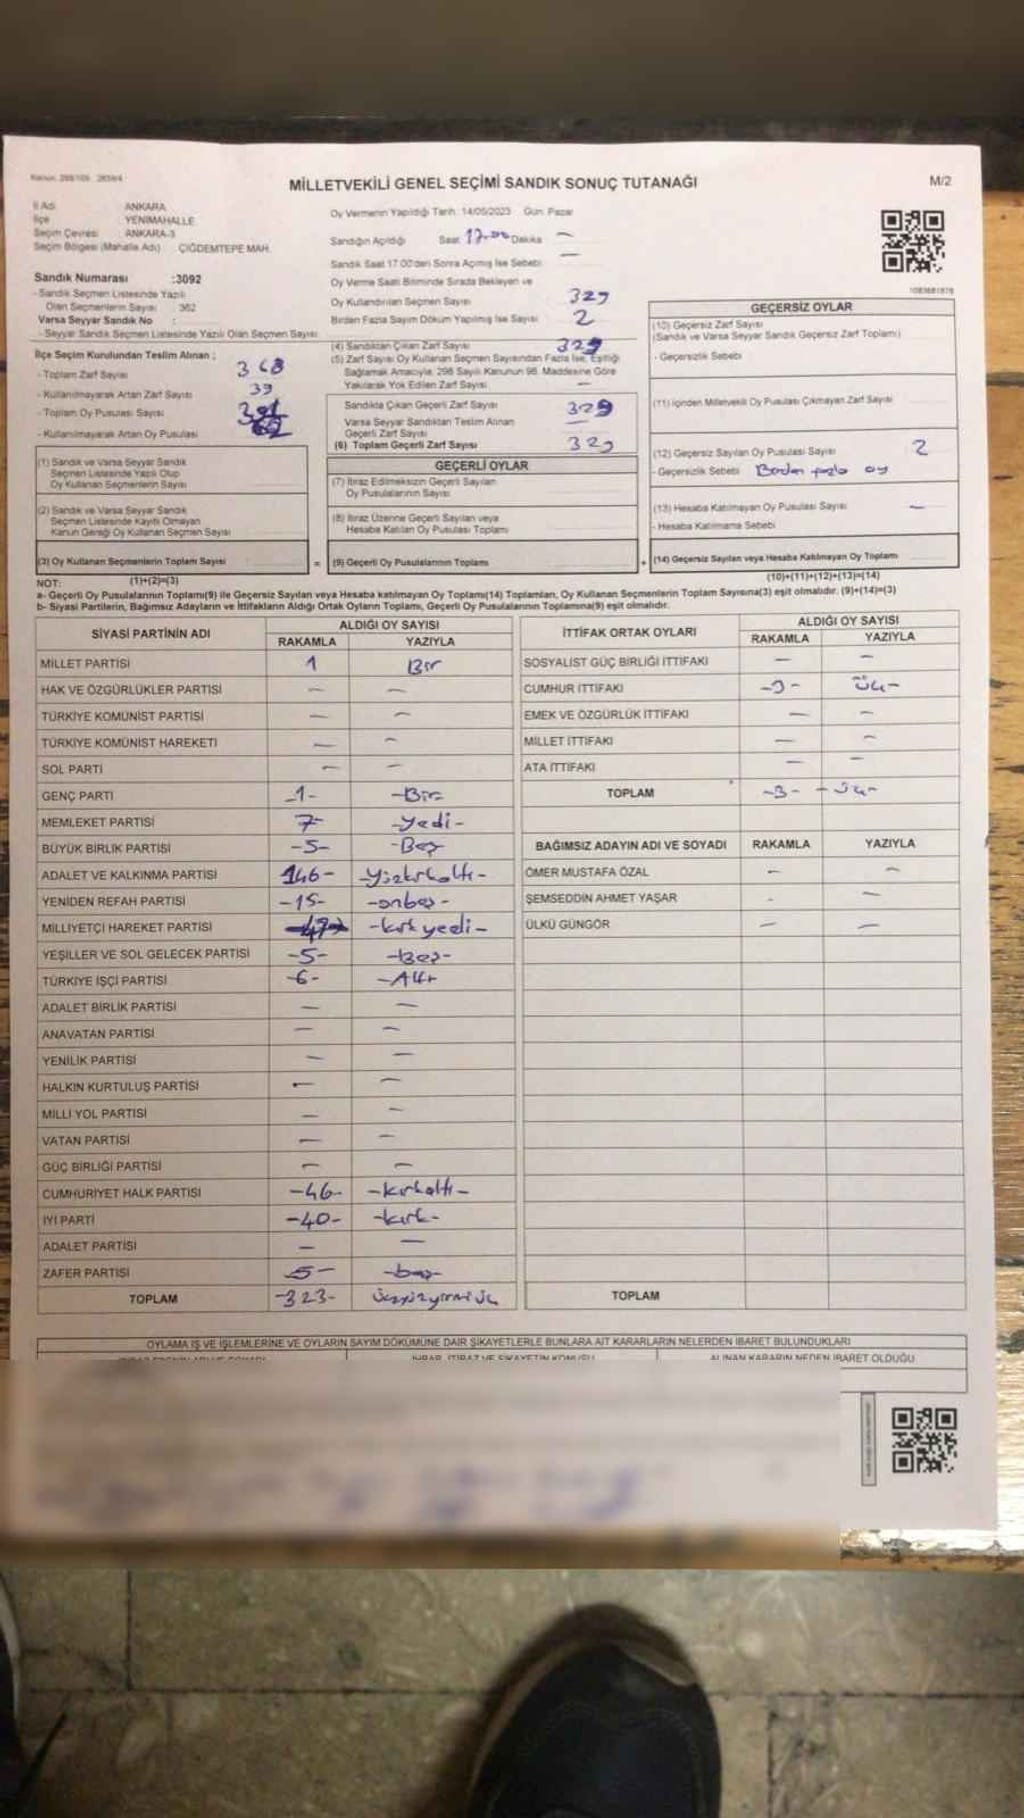 MİLLETVEKİLİ GENEL SEÇİMİ SANDIK SONUÇ TUTANAĞI
M/2
İl Adı ANKARA
İlçe YENİMAHALLE
Seçim Çevresi ANKARA-3
Seçim Bölgesi (Mahalle Adı) ÇİĞDEMTEPE MAH.
Oy Vermenin Yapıldığı Tarih: 14/05/2023 Gün: Pazar
Sandığın Açıldığı Saat 17.00 Dakika —
Sandık Saat 17.00'den Sonra Açmış İse Sebebi: —
Sandık Numarası :3092
- Sandık Seçmen Listesinde Yazılı
Olan Seçmenlerin Sayısı : 362
Varsa Seyyar Sandık No :
- Seyyar Sandık Seçmen Listesinde Yazılı Olan Seçmen Sayısı:
Oy Verme Saati Bitiminde Sırada Bekleyen ve
Oy Kullandırılan Seçmen Sayısı 329
Birden Fazla Sayım Döküm Yapılmış İse Sayısı 2
(4) Sandıktan Çıkan Zarf Sayısı 329
(5) Zarf Sayısı Oy Kullanan Seçmen Sayısından Fazla İse, Eşitliği
Sağlamak Amacıyla, 298 Sayılı Kanunun 98. Maddesine Göre
Yakılarak Yok Edilen Zarf Sayısı —
İlçe Seçim Kurulundan Teslim Alınan ;
- Toplam Zarf Sayısı 368
- Kullanılmayarak Artan Zarf Sayısı 39
- Toplam Oy Pusulası Sayısı
- Kullanılmayarak Artan Oy Pusulası
Sandıkta Çıkan Geçerli Zarf Sayısı 329
Varsa Seyyar Sandıktan Teslim Alınan
Geçerli Zarf Sayısı —
(6) Toplam Geçerli Zarf Sayısı 329
GEÇERSİZ OYLAR
(10) Geçersiz Zarf Sayısı
(Sandık ve Varsa Seyyar Sandık Geçersiz Zarf Toplamı)
- Geçersizlik Sebebi
(11) İçinden Milletvekili Oy Pusulası Çıkmayan Zarf Sayısı
(12) Geçersiz Sayılan Oy Pusulası Sayısı 2
- Geçersizlik Sebebi Birden fazla oy
(13) Hesaba Katılmayan Oy Pusulası Sayısı —
- Hesaba Katılmama Sebebi
(14) Geçersiz Sayılan veya Hesaba Katılmayan Oy Toplamı
(10)+(11)+(12)+(13)=(14)
(1) Sandık ve Varsa Seyyar Sandık
Seçmen Listesinde Yazılı Olup
Oy Kullanan Seçmenlerin Sayısı
(2) Sandık ve Varsa Seyyar Sandık
Seçmen Listesinde Kayıtlı Olmayan
Kanun Gereği Oy Kullanan Seçmen Sayısı
(3) Oy Kullanan Seçmenlerin Toplam Sayısı =
(1)+(2)=(3)
GEÇERLİ OYLAR
(7) İtiraz Edilmeksizin Geçerli Sayılan
Oy Pusulalarının Sayısı
(8) İtiraz Üzerine Geçerli Sayılan veya
Hesaba Katılan Oy Pusulası Toplamı
(9) Geçerli Oy Pusulalarının Toplamı +
NOT:
a- Geçerli Oy Pusulalarının Toplamı(9) ile Geçersiz Sayılan veya Hesaba katılmayan Oy Toplamı(14) Toplamları, Oy Kullanan Seçmenlerin Toplam Sayısına(3) eşit olmalıdır. (9)+(14)=(3)
b- Siyasi Partilerin, Bağımsız Adayların ve İttifakların Aldığı Ortak Oyların Toplamı, Geçerli Oy Pusulalarının Toplamına(9) eşit olmalıdır.
SİYASİ PARTİNİN ADI ALDIĞI OY SAYISI
RAKAMLA YAZIYLA
MİLLET PARTİSİ 1 Bir
HAK VE ÖZGÜRLÜKLER PARTİSİ — —
TÜRKİYE KOMÜNİST PARTİSİ — —
TÜRKİYE KOMÜNİST HAREKETİ — —
SOL PARTİ — —
GENÇ PARTİ -1- -Bir-
MEMLEKET PARTİSİ 7- -Yedi-
BÜYÜK BİRLİK PARTİSİ -5- -Beş
ADALET VE KALKINMA PARTİSİ 146- -Yüzkırkaltı-
YENİDEN REFAH PARTİSİ -15- -onbeş-
MİLLİYETÇİ HAREKET PARTİSİ -47- -kırkyedi-
YEŞİLLER VE SOL GELECEK PARTİSİ -5- -Beş-
TÜRKİYE İŞÇİ PARTİSİ -6- -Altı
ADALET BİRLİK PARTİSİ — —
ANAVATAN PARTİSİ — —
YENİLİK PARTİSİ — —
HALKIN KURTULUŞ PARTİSİ — —
MİLLİ YOL PARTİSİ — —
VATAN PARTİSİ — —
GÜÇ BİRLİĞİ PARTİSİ — —
CUMHURİYET HALK PARTİSİ -46- -kırkaltı-
İYİ PARTİ -40- -kırk-
ADALET PARTİSİ — —
ZAFER PARTİSİ -5- -beş-
TOPLAM -323- üçyüzyirmiüç
İTTİFAK ORTAK OYLARI ALDIĞI OY SAYISI
RAKAMLA YAZIYLA
SOSYALİST GÜÇ BİRLİĞİ İTTİFAKI — —
CUMHUR İTTİFAKI -3- Üç-
EMEK VE ÖZGÜRLÜK İTTİFAKI — —
MİLLET İTTİFAKI — —
ATA İTTİFAKI — —
TOPLAM -3- -Üç-
BAĞIMSIZ ADAYIN ADI VE SOYADI RAKAMLA YAZIYLA
ÖMER MUSTAFA ÖZAL — —
ŞEMSEDDİN AHMET YAŞAR - —
ÜLKÜ GÜNGÖR — —
TOPLAM
OYLAMA İŞ VE İŞLEMLERİNE VE OYLARIN SAYIM DÖKÜMÜNE DAİR ŞİKAYETLERLE BUNLARA AİT KARARLARIN NELERDEN İBARET BULUNDUKLARI
İHBAR, İTİRAZ VE ŞİKAYETİN KONUSU ALINAN KARARIN NEDEN İBARET OLDUĞU